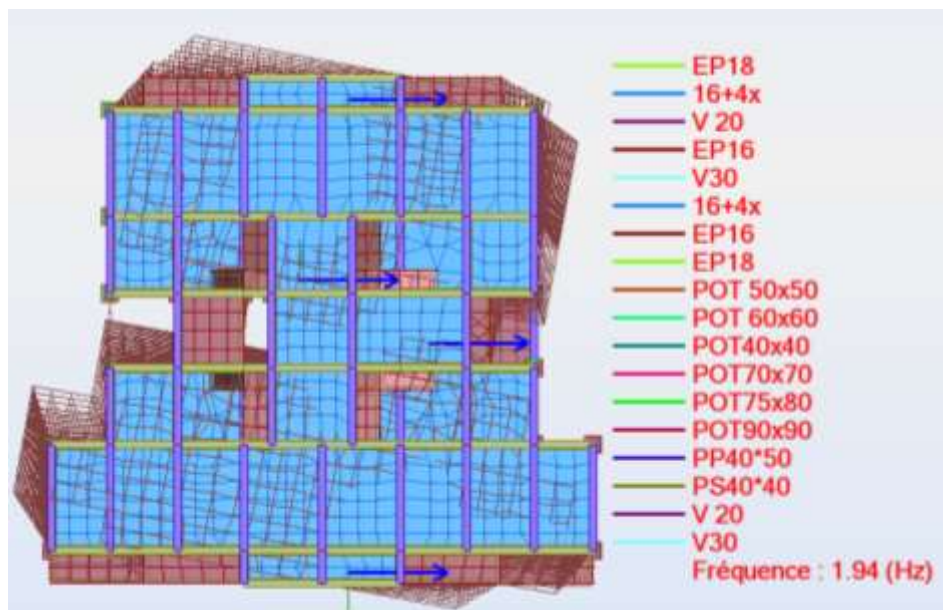 EP18
16+4x
V 20
EP16
V30
16+4x
EP16
EP18
POT 50x50
POT 60x60
POT40x40
POT70x70
POT75x80
POT90x90
PP40*50
PS40*40
V 20
V30
Fréquence : 1.94 (Hz)